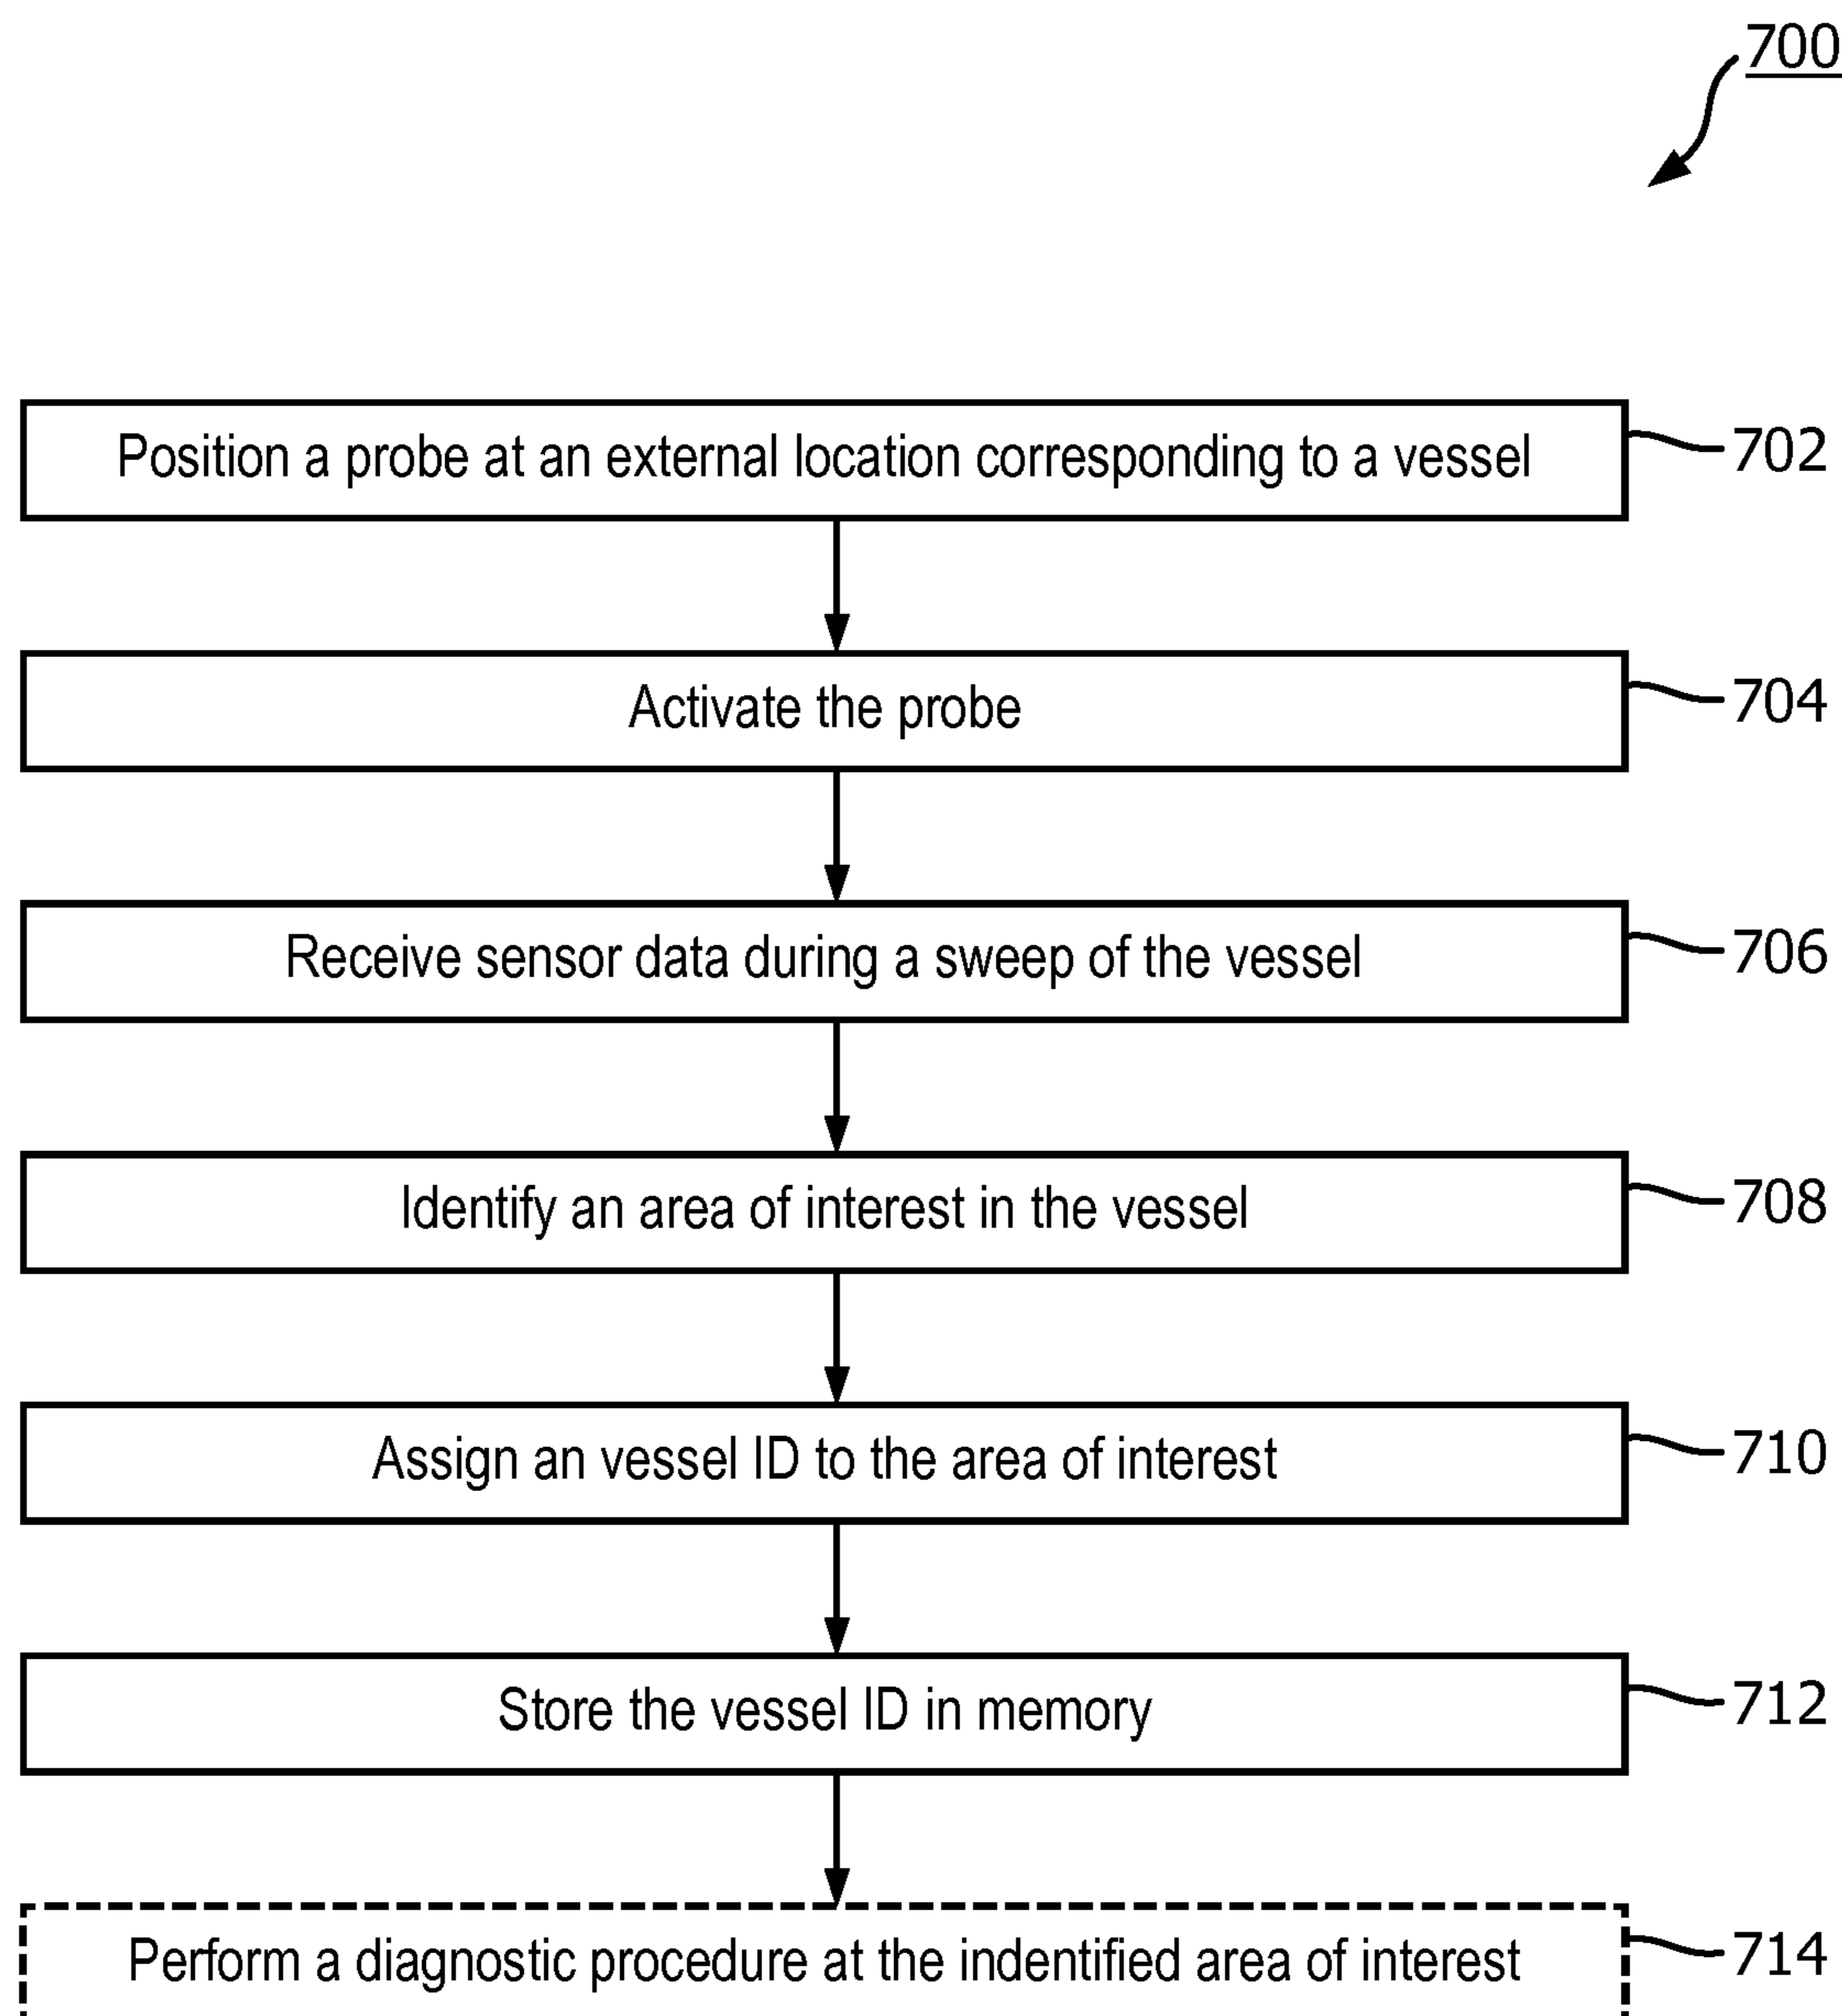 700
Position a probe at an external location corresponding to a vessel
702
Activate the probe
704
Receive sensor data during a sweep of the vessel
706
Identify an area of interest in the vessel
708
Assign an vessel ID to the area of interest
710
Store the vessel ID in memory
712
Perform a diagnostic procedure at the indentified area of interest
714